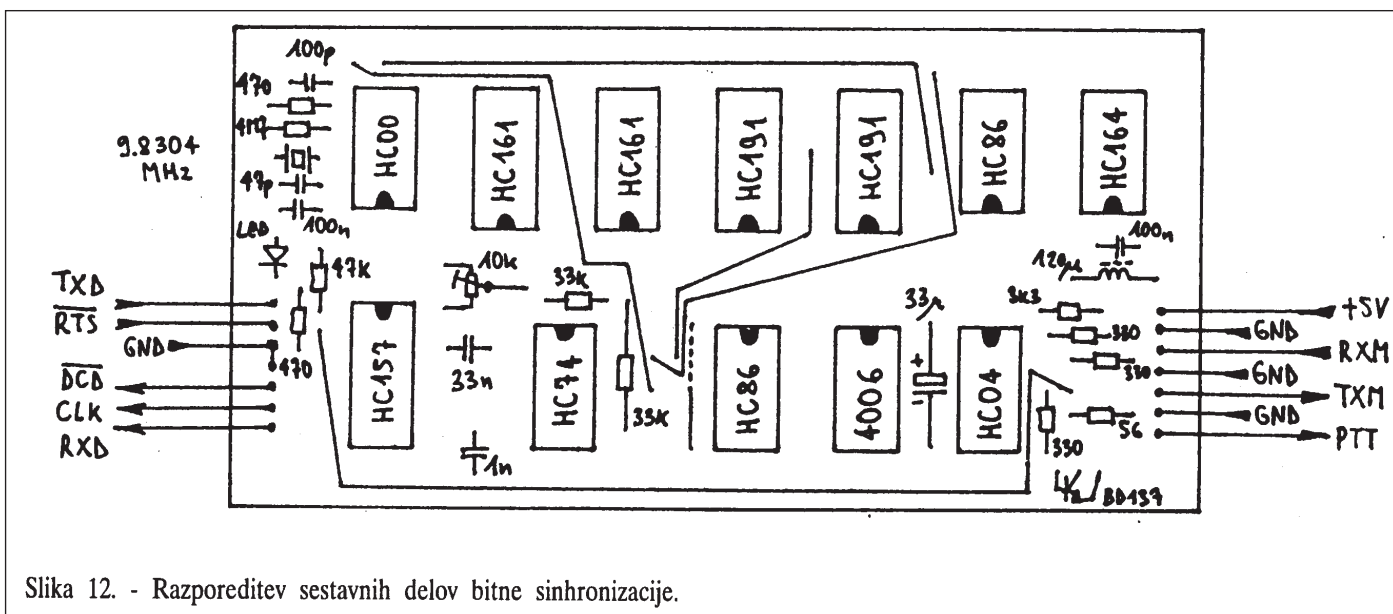 100p
470
4M7
9.8304
MHz
47p
100n
LED
HC00
HC161
HC161
HC191
HC191
HC86
HC164
100n
120µ
TXD
RTS
GND
DCD
CLK
RXD
47k
470
HC157
10k
33n
1n
33k
HC74
33k
HC86
4006
33µ
+
-
HC04
3k3
330
330
330
56
BD137
+5V
GND
RXM
GND
TXM
GND
PTT
Slika 12. - Razporeditev sestavnih delov bitne sinhronizacije.